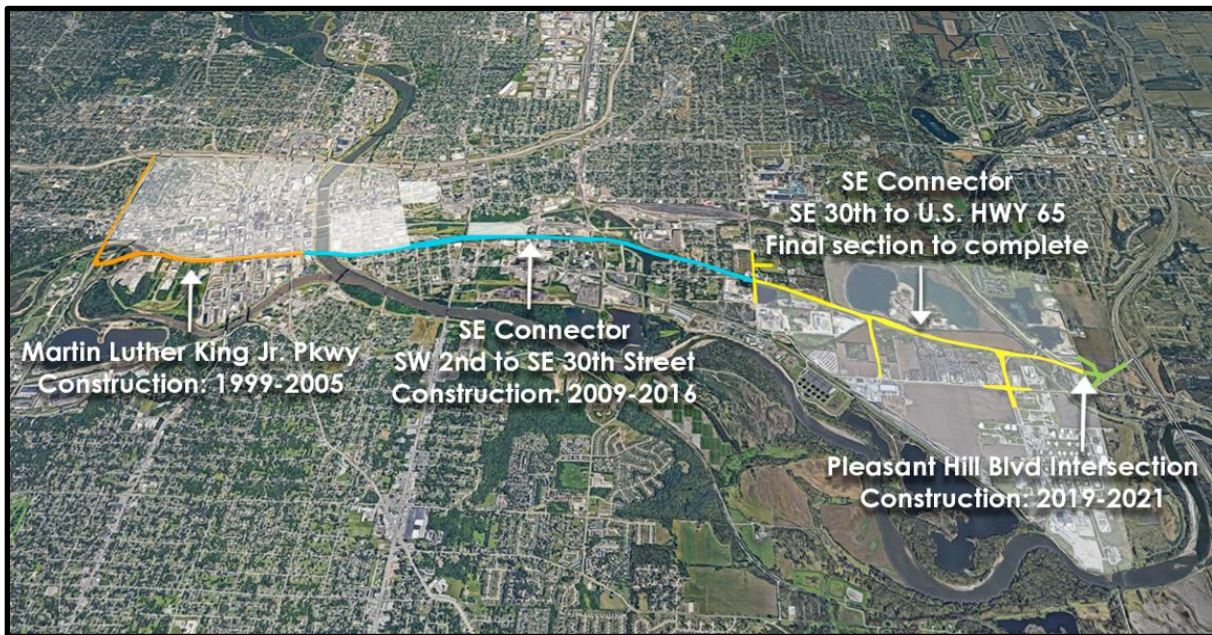 SE Connector
SE 30th to U.S. HWY 65
Final section to complete
Martin Luther King Jr. Pkwy
Construction: 1999-2005
SE Connector
SW 2nd to SE 30th Street
Construction: 2009-2016
Pleasant Hill Blvd Intersection
Construction: 2019-2021